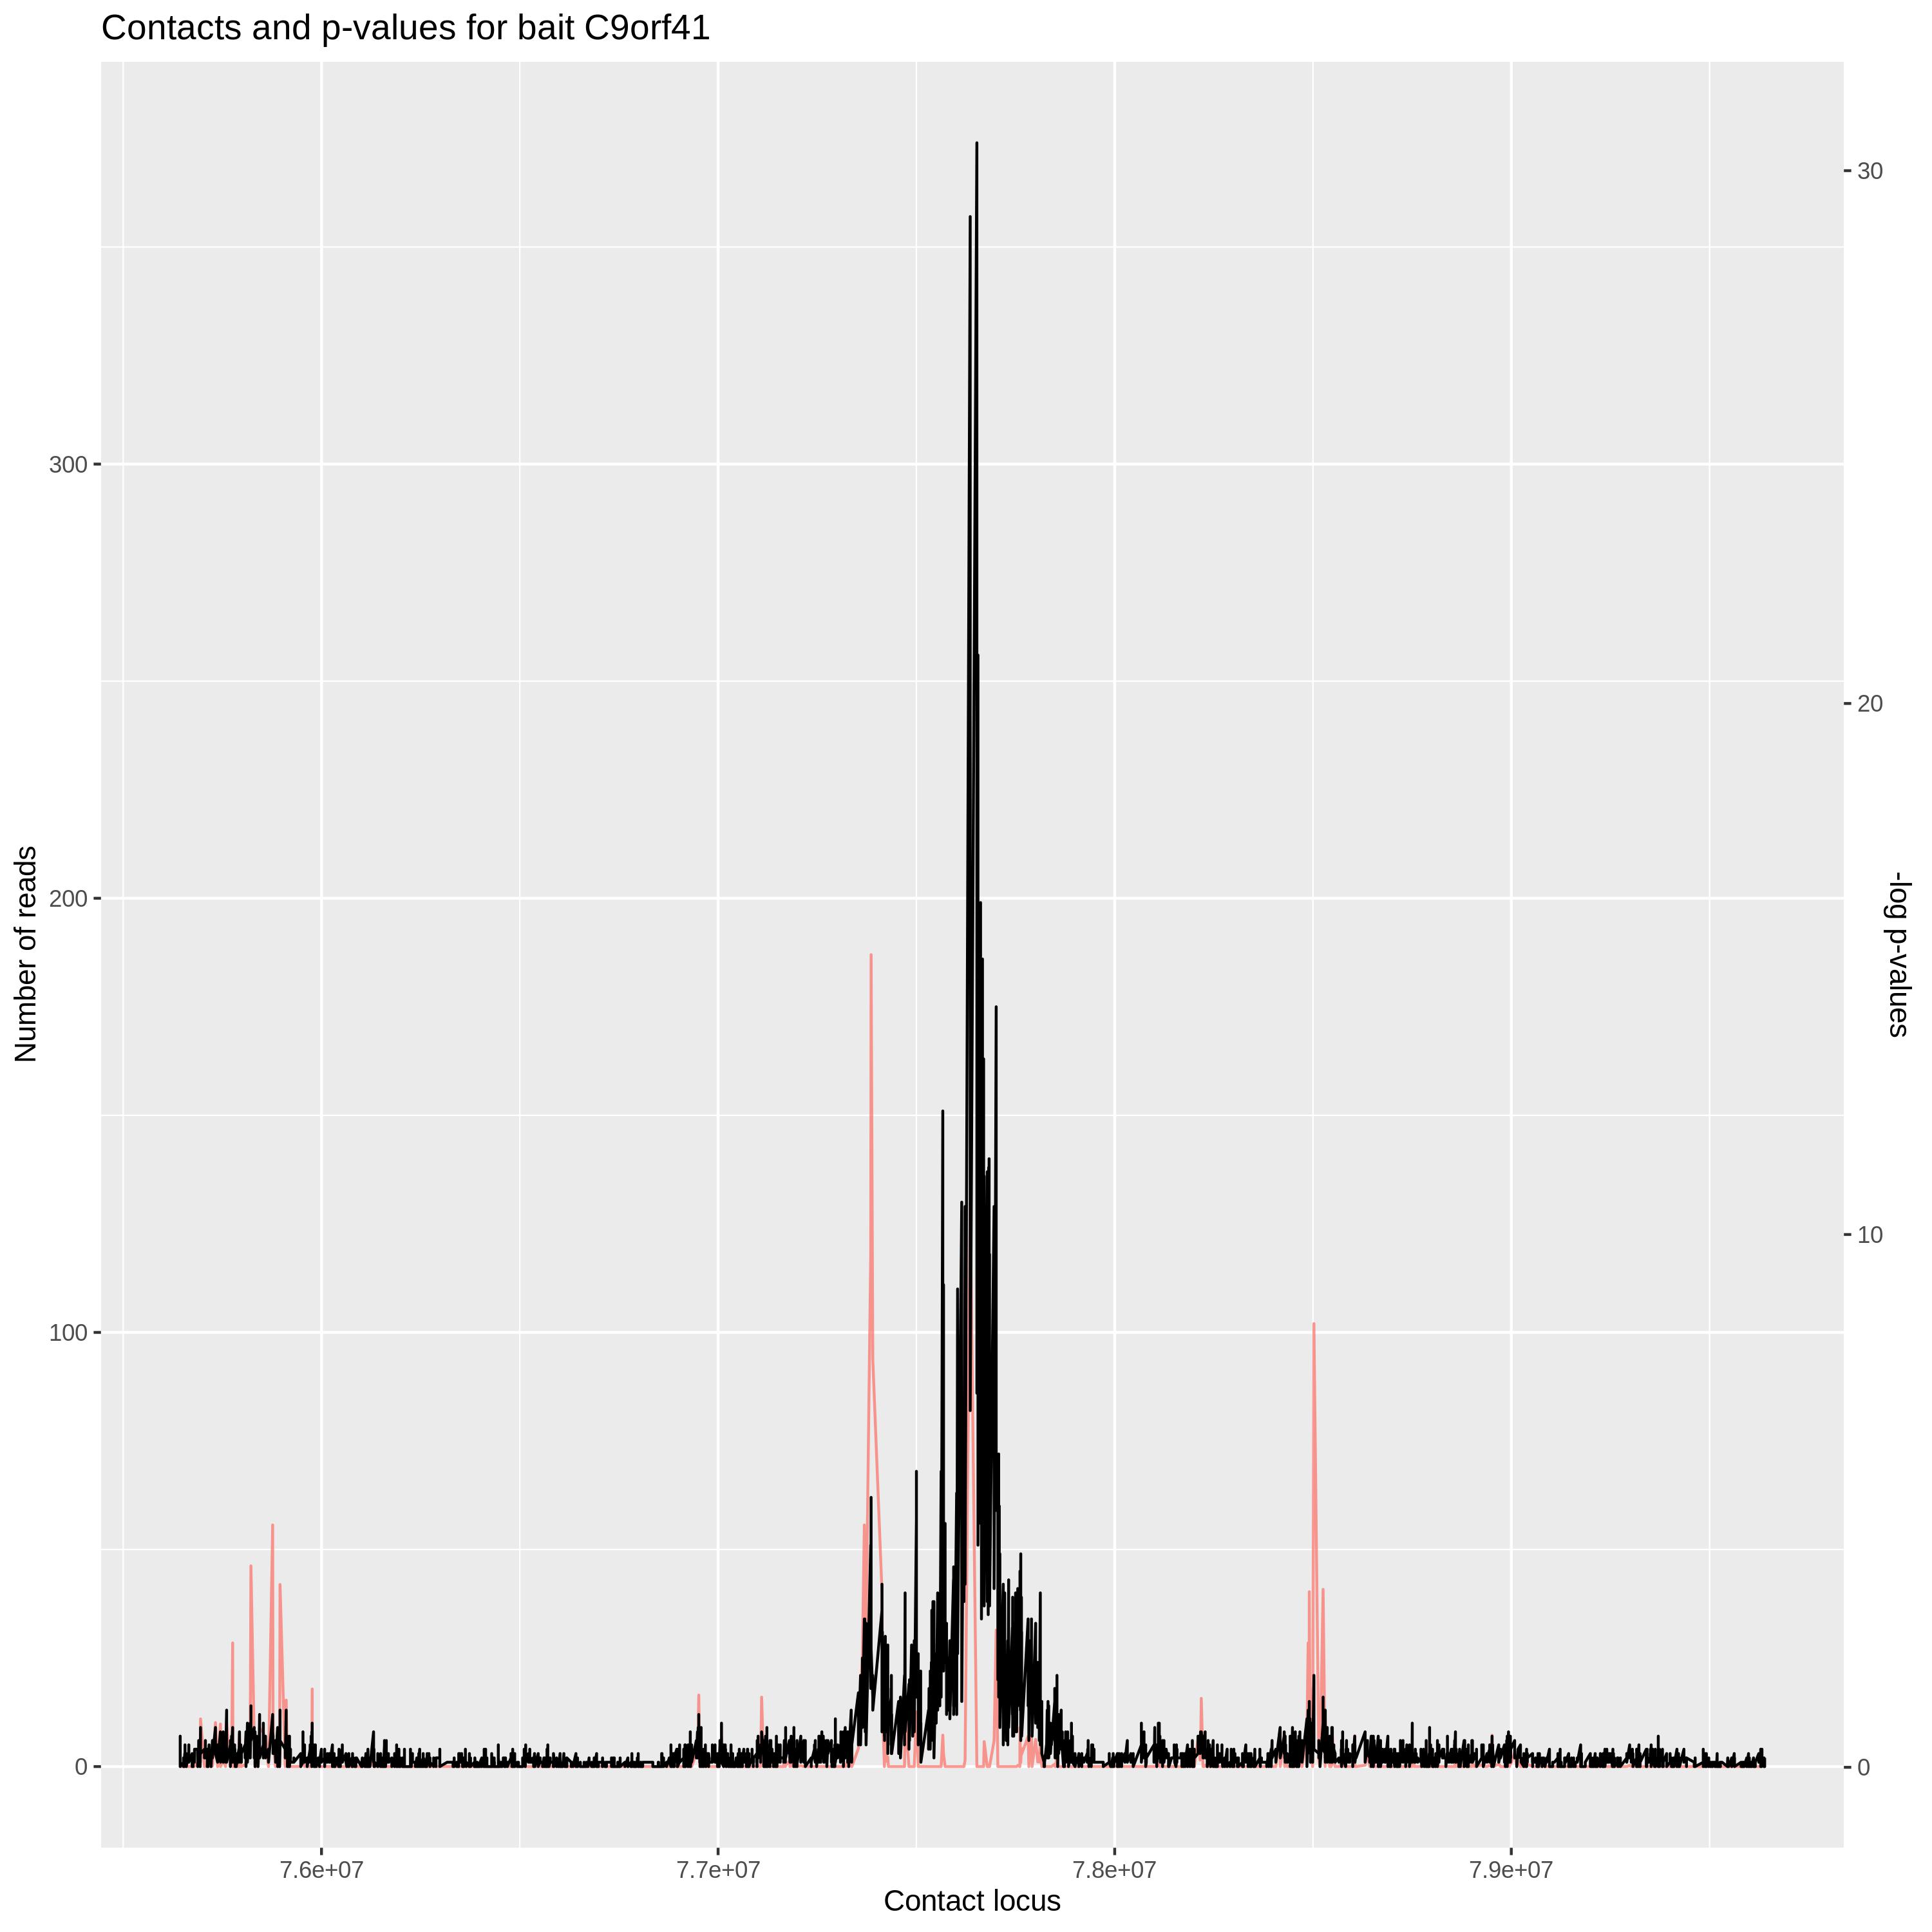 Contacts and p-values for bait C9orf41
Number of reads
300
200
100
0
30
20
10
0
-log p-values
7.6e+07
7.7e+07
7.8e+07
7.9e+07
Contact locus